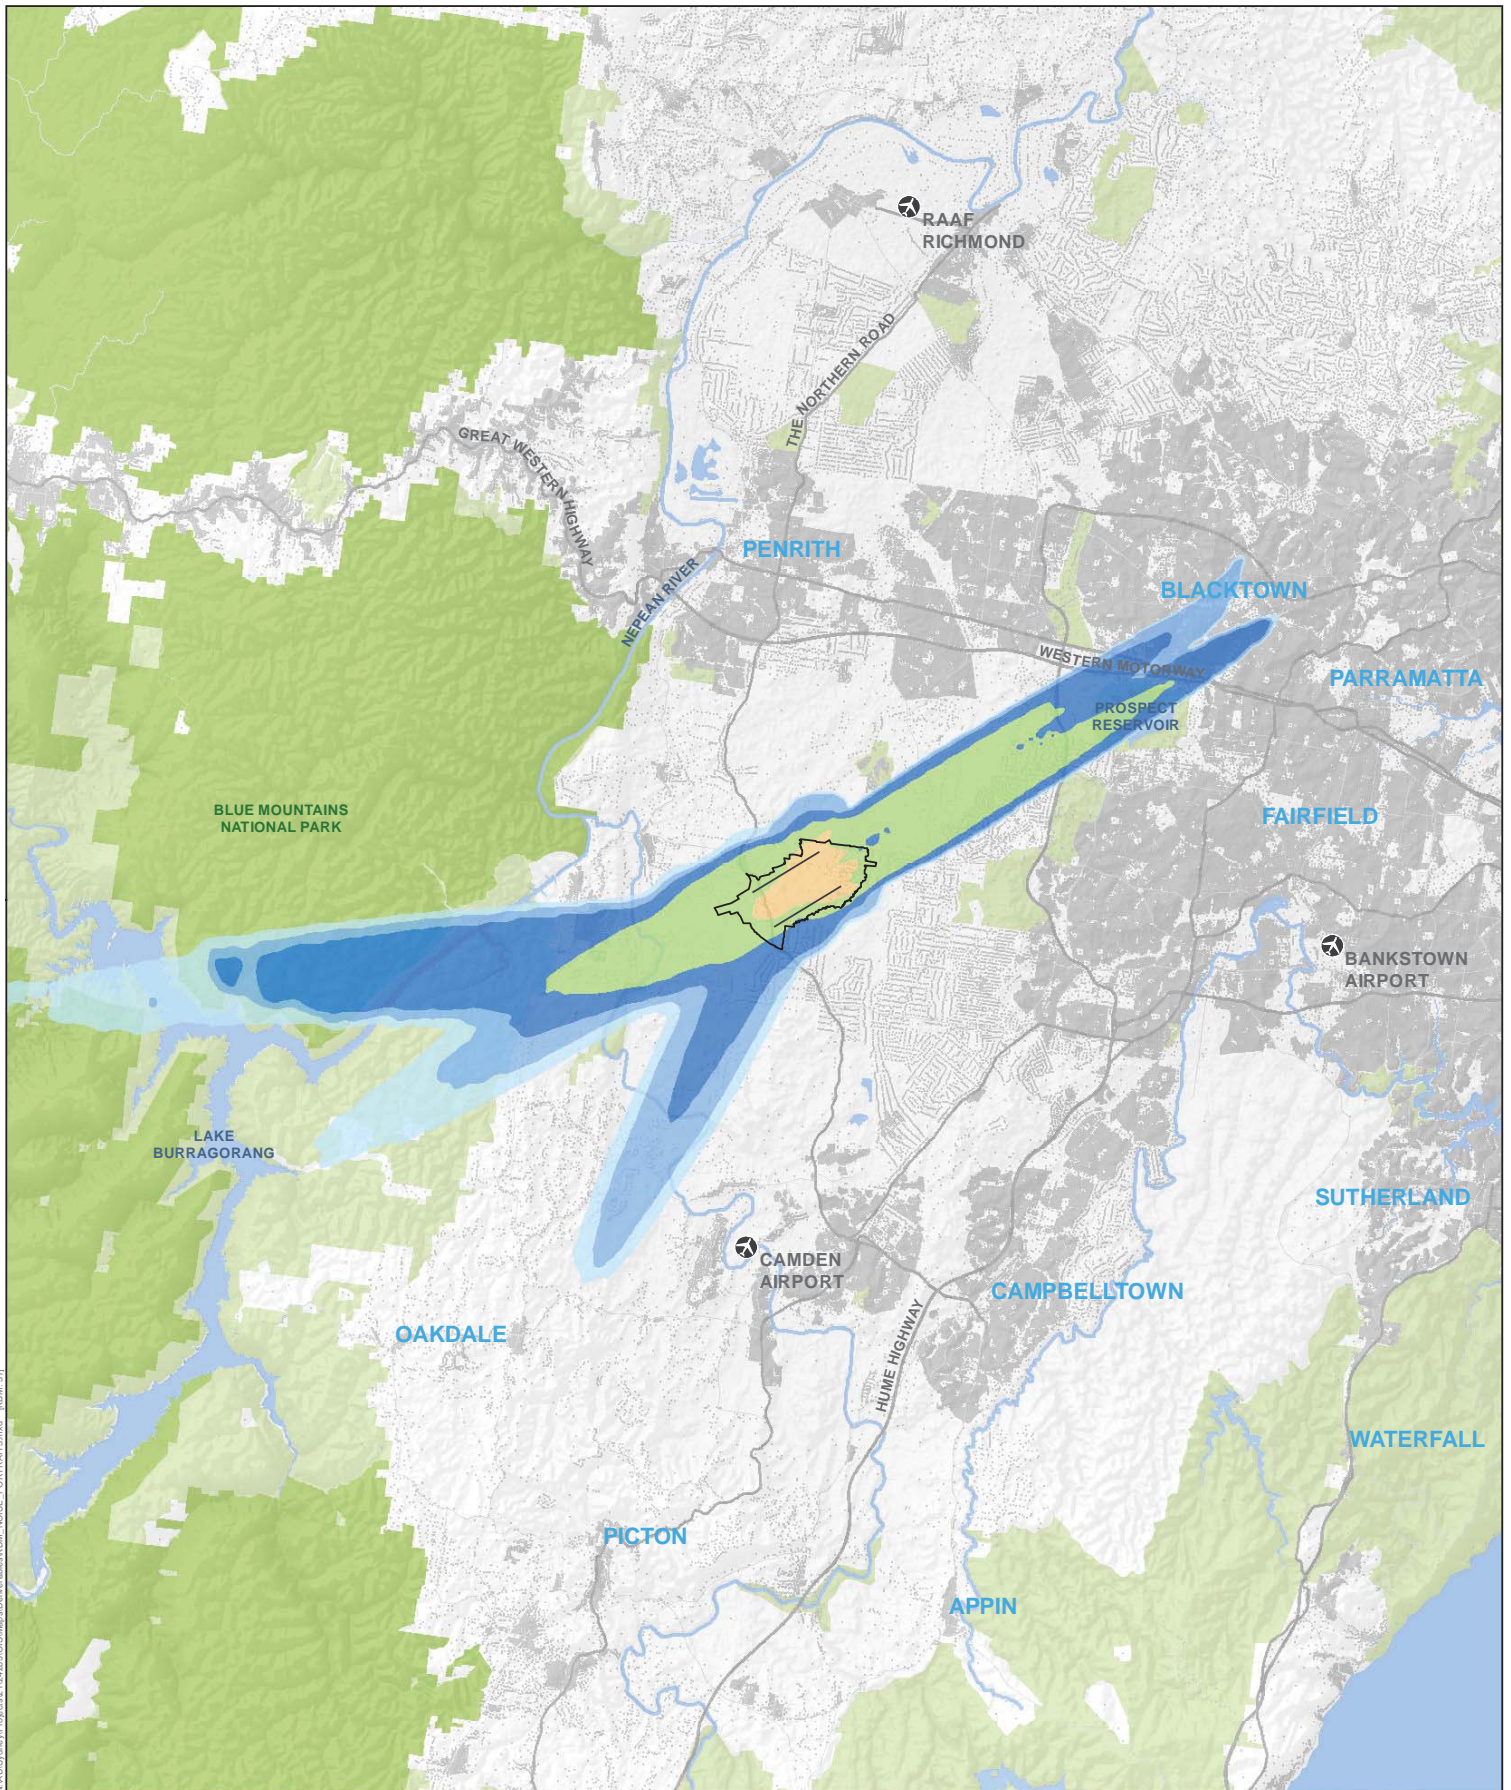 RAAF
RICHMOND
THE NORTHERN ROAD
GREAT WESTERN HIGHWAY
PENRITH
NEPEAN RIVER
BLACKTOWN
WESTERN MOTORWAY
PARRAMATTA
PROSPECT
RESERVOIR
BLUE MOUNTAINS
NATIONAL PARK
FAIRFIELD
BANKSTOWN
AIRPORT
LAKE
BURRAGORANG
SUTHERLAND
CAMDEN
AIRPORT
CAMPBELLTOWN
OAKDALE
HUME HIGHWAY
WATERFALL
PICTON
APPIN